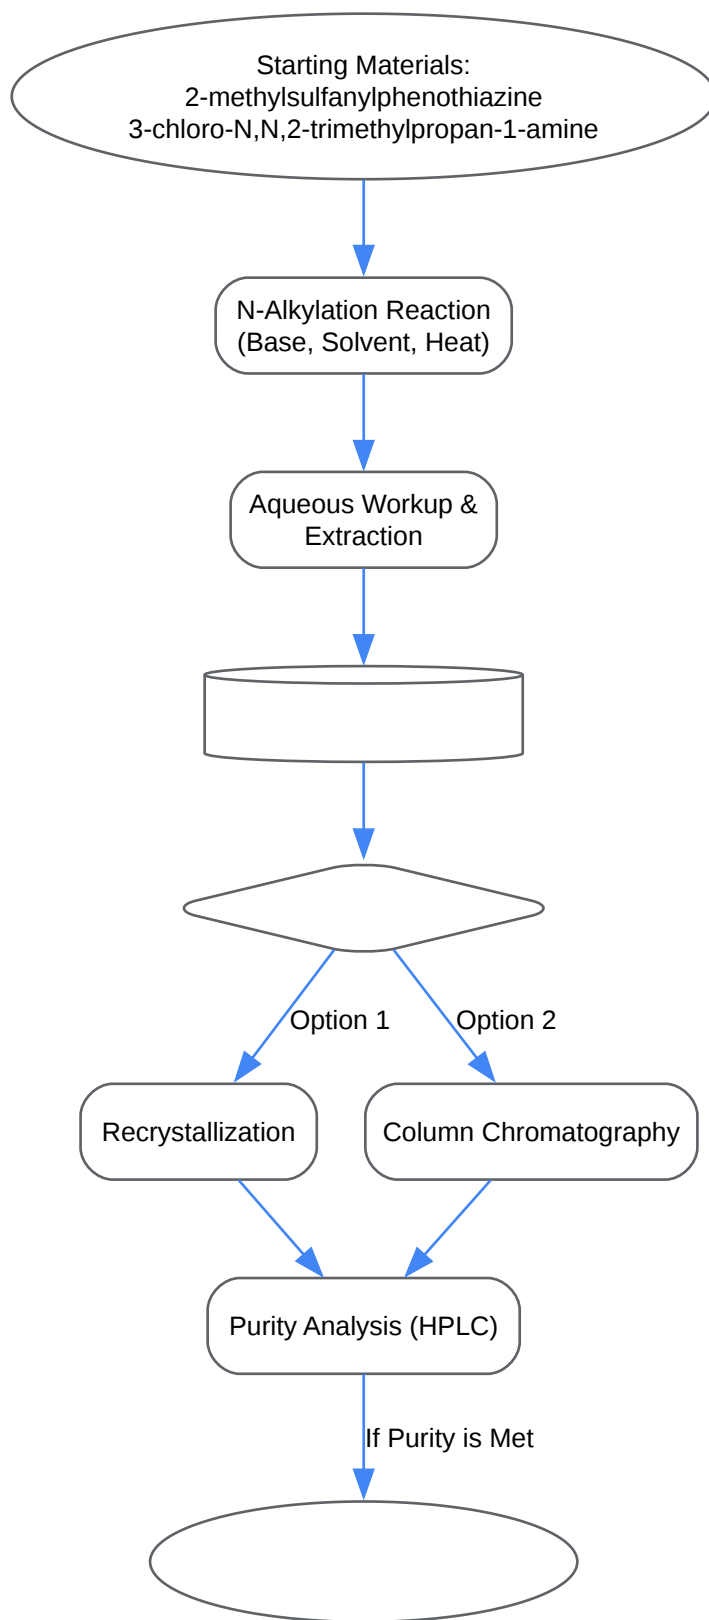 Starting Materials:
2-methylsulfanylphenothiazine
3-chloro-N,N,2-trimethylpropan-1-amine
N-Alkylation Reaction
(Base, Solvent, Heat)
Aqueous Workup &
Extraction
Option 1
Option 2
Recrystallization
Column Chromatography
Purity Analysis (HPLC)
If Purity is Met